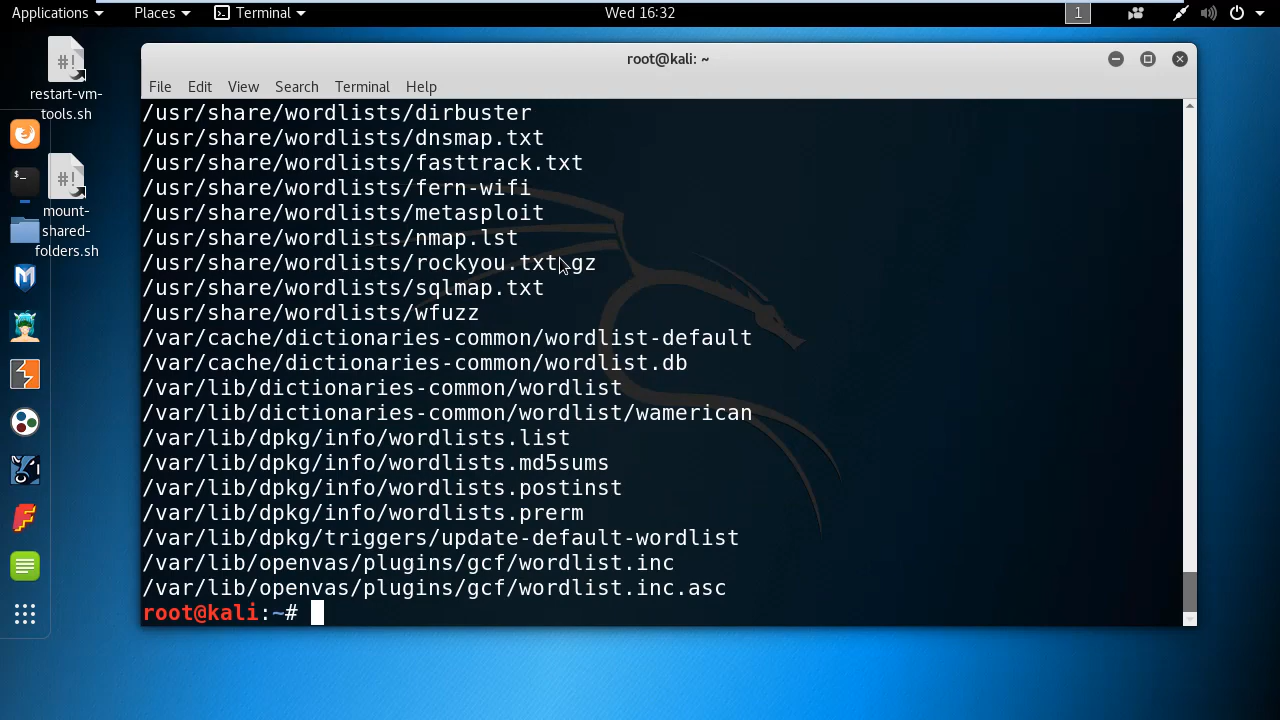 Applications Places Terminal Wed 16:32 1
root@kali: ~
File Edit View Search Terminal Help
#!
restart-vm-
tools.sh
#!
mount-
shared-
folders.sh
/usr/share/wordlists/dirbuster
/usr/share/wordlists/dnsmap.txt
/usr/share/wordlists/fasttrack.txt
/usr/share/wordlists/fern-wifi
/usr/share/wordlists/metasploit
/usr/share/wordlists/nmap.lst
/usr/share/wordlists/rockyou.txt.gz
/usr/share/wordlists/sqlmap.txt
/usr/share/wordlists/wfuzz
/var/cache/dictionaries-common/wordlist-default
/var/cache/dictionaries-common/wordlist.db
/var/lib/dictionaries-common/wordlist
/var/lib/dictionaries-common/wordlist/wamerican
/var/lib/dpkg/info/wordlists.list
/var/lib/dpkg/info/wordlists.md5sums
/var/lib/dpkg/info/wordlists.postinst
/var/lib/dpkg/info/wordlists.prerm
/var/lib/dpkg/triggers/update-default-wordlist
/var/lib/openvas/plugins/gcf/wordlist.inc
/var/lib/openvas/plugins/gcf/wordlist.inc.asc
root@kali:~#